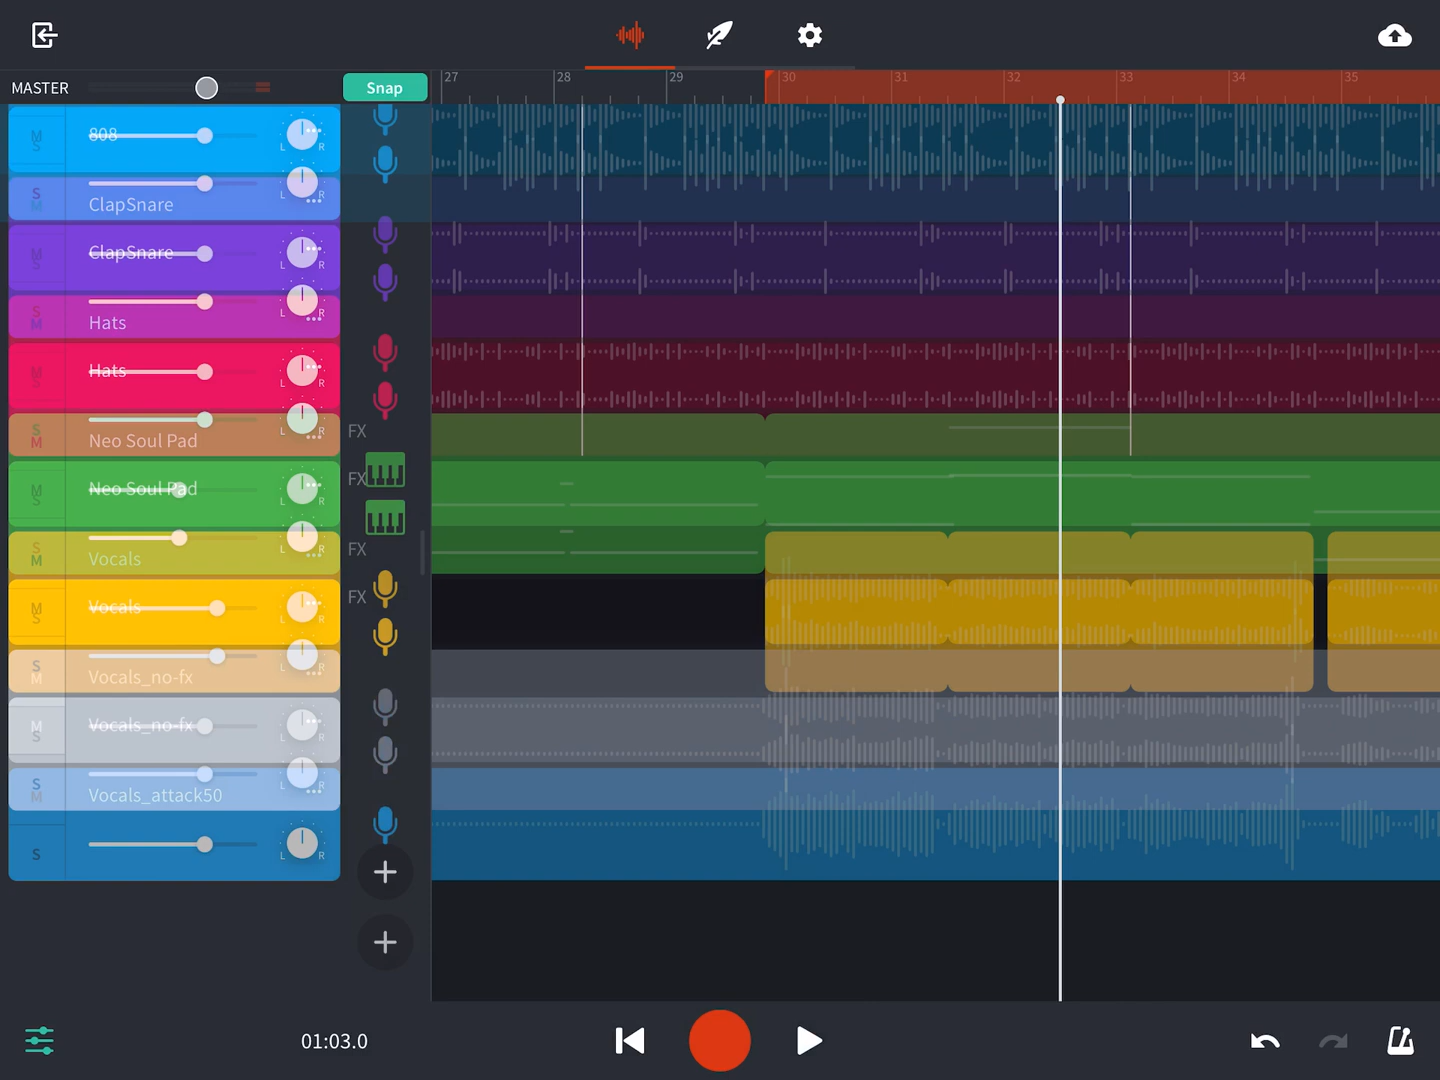 MASTER
Snap
27 28 29 30 31 32 33 34 35
M
S
808
L R
S
M
ClapSnare
L R
M
S
ClapSnare
L R
S
M
Hats
L R
M
S
Hats
L R
S
M
Neo Soul Pad
L R
FX
M
S
Neo Soul Pad
L R
FX
S
M
Vocals
L R
FX
M
S
Vocals
L R
FX
S
M
Vocals_no-fx
L R
M
S
Vocals_no-fx
L R
S
M
Vocals_attack50
L R
S
L R
01:03.0